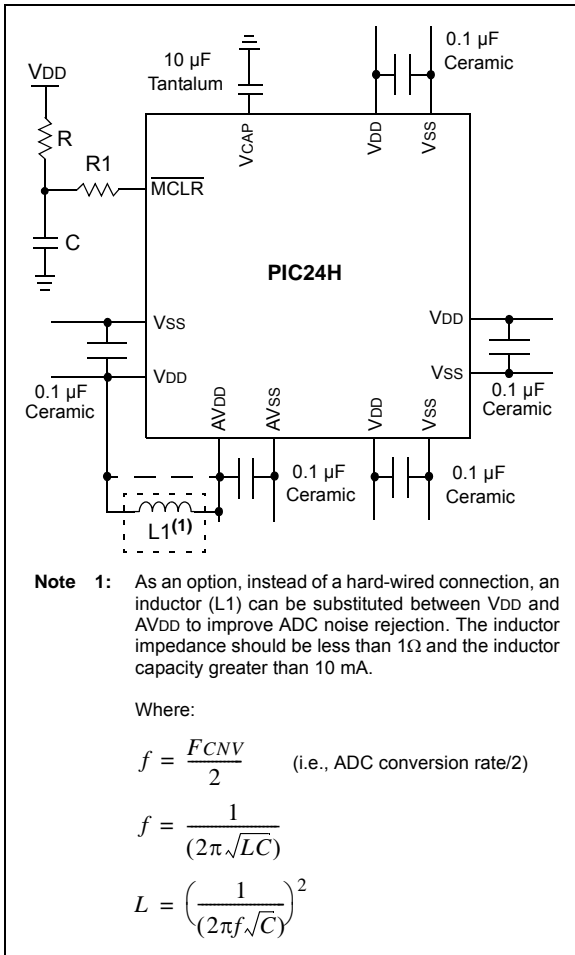 10 µF
Tantalum
0.1 µF
Ceramic
VDD
R
R1
C
VCAP
VDD
VSS
MCLR
PIC24H
VSS
VDD
VDD
VSS
0.1 µF
Ceramic
0.1 µF
Ceramic
AVDD
AVSS
VDD
VSS
0.1 µF
Ceramic
0.1 µF
Ceramic
L1(1)
Note 1: As an option, instead of a hard-wired connection, an
inductor (L1) can be substituted between VDD and
AVDD to improve ADC noise rejection. The inductor
impedance should be less than 1Ω and the inductor
capacity greater than 10 mA.
Where:
f = FCNV / 2 (i.e., ADC conversion rate/2)
f = 1 / (2π√LC)
L = (1 / (2πf√C))²